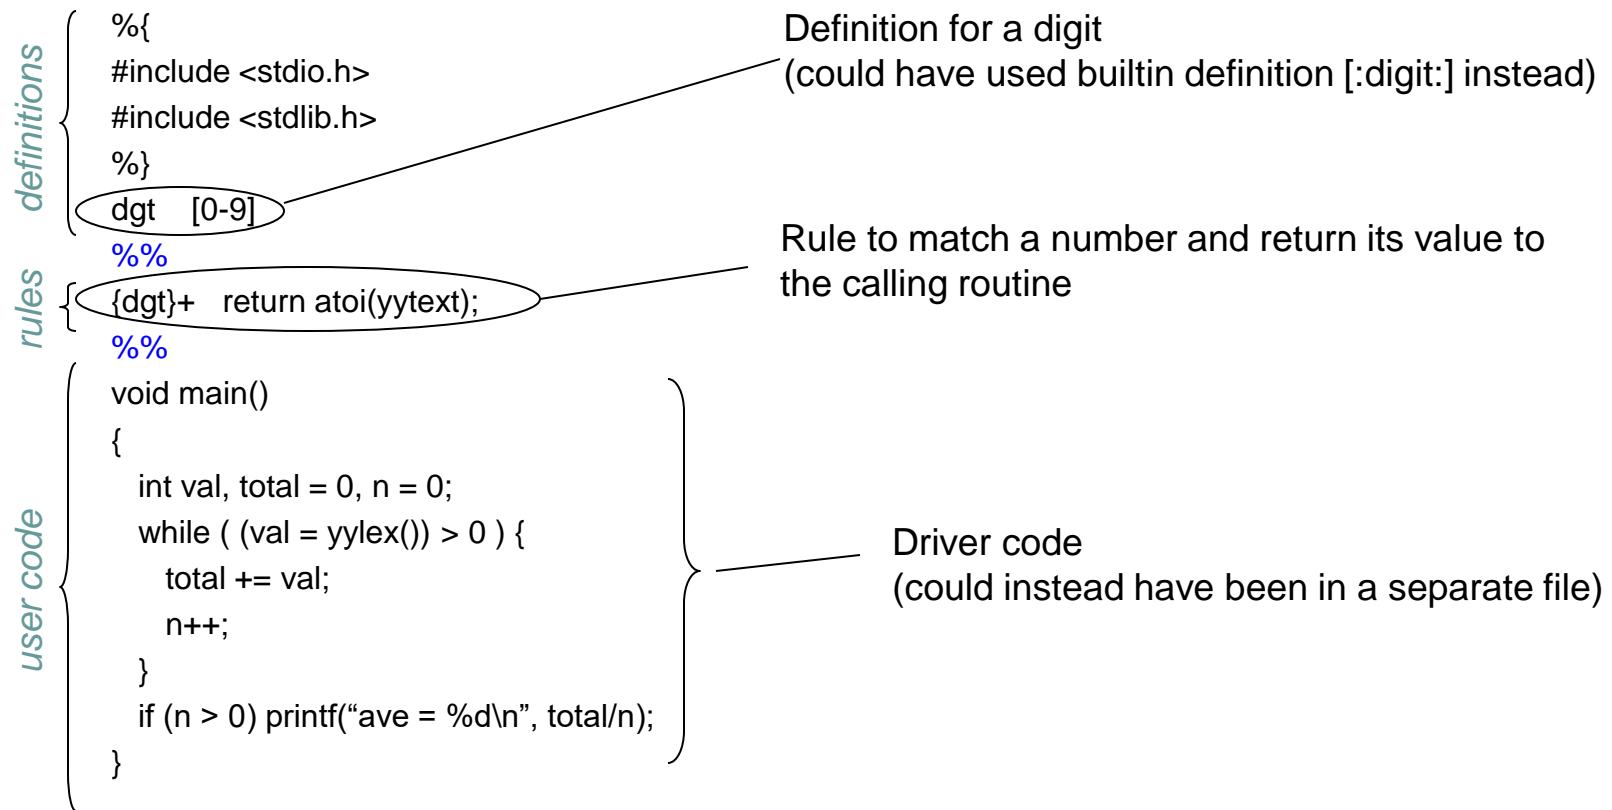 definitions
%{
#include <stdio.h>
#include <stdlib.h>
%}
dgt [0-9]
%%
Definition for a digit
(could have used builtin definition [:digit:] instead)
rules
{dgt}+ return atoi(yytext);
%%
Rule to match a number and return its value to
the calling routine
user code
void main()
{
int val, total = 0, n = 0;
while ( (val = yylex()) > 0 ) {
total += val;
n++;
}
if (n > 0) printf(“ave = %d\n”, total/n);
}
Driver code
(could instead have been in a separate file)